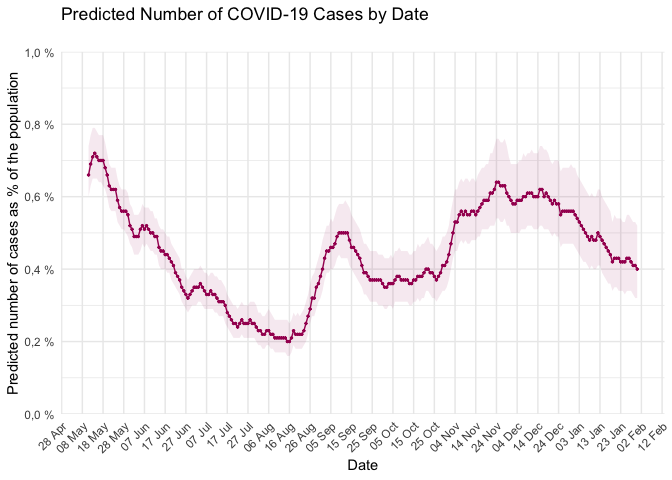 Predicted Number of COVID-19 Cases by Date
Predicted number of cases as % of the population
1,0 %
0,8 %
0,6 %
0,4 %
0,2 %
0,0 %
28 Apr
08 May
18 May
28 May
07 Jun
17 Jun
27 Jun
07 Jul
17 Jul
27 Jul
06 Aug
16 Aug
26 Aug
05 Sep
15 Sep
25 Sep
05 Oct
15 Oct
25 Oct
04 Nov
14 Nov
24 Nov
04 Dec
14 Dec
24 Dec
03 Jan
13 Jan
23 Jan
02 Feb
12 Feb
Date